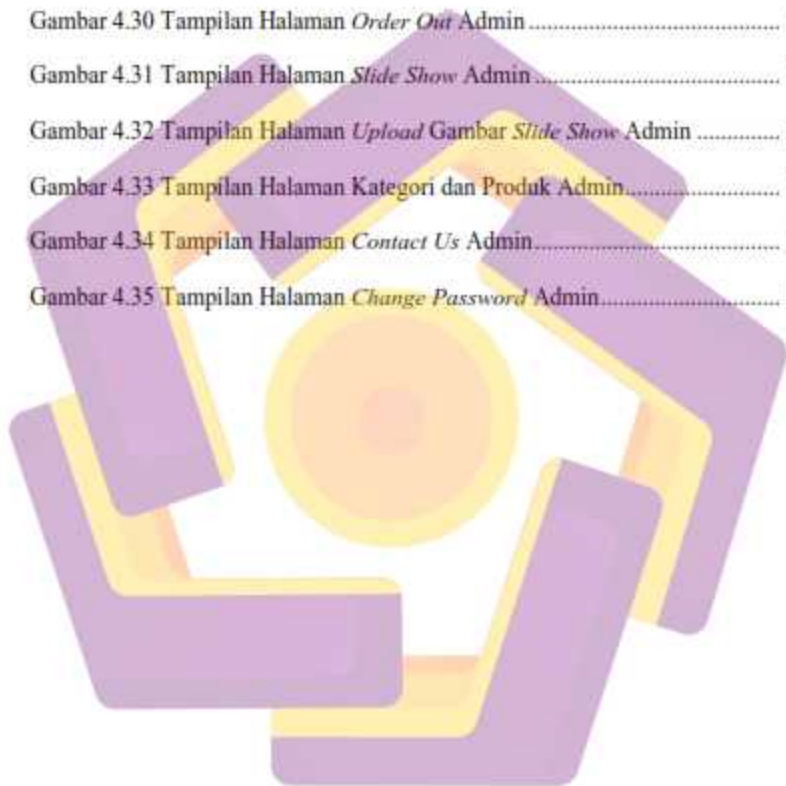 Gambar 4.30 Tampilan Halaman Order Out Admin ..........................................
Gambar 4.31 Tampilan Halaman Slide Show Admin .........................................
Gambar 4.32 Tampilan Halaman Upload Gambar Slide Show Admin ..............
Gambar 4.33 Tampilan Halaman Kategori dan Produk Admin..........................
Gambar 4.34 Tampilan Halaman Contact Us Admin.........................................
Gambar 4.35 Tampilan Halaman Change Password Admin..............................